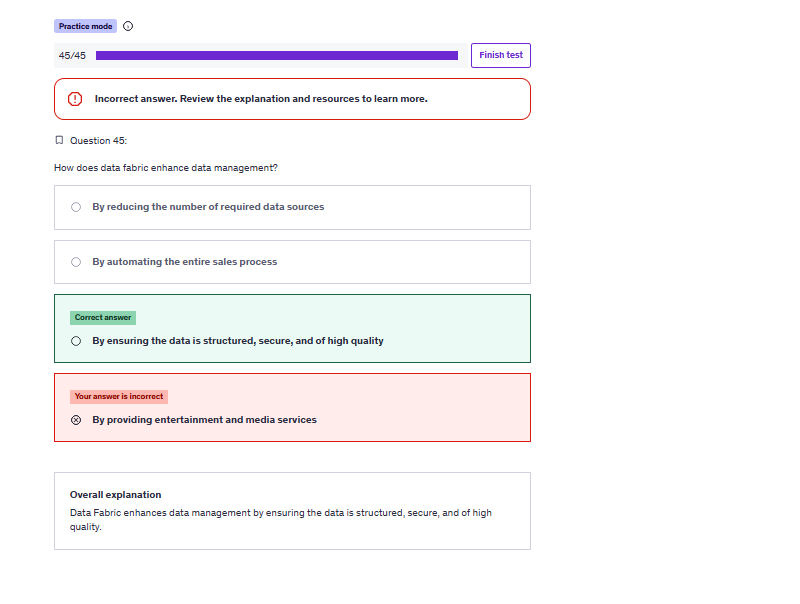 Practice mode
45/45
Finish test
Incorrect answer. Review the explanation and resources to learn more.
Question 45:
How does data fabric enhance data management?
By reducing the number of required data sources
By automating the entire sales process
Correct answer
By ensuring the data is structured, secure, and of high quality
Your answer is incorrect
By providing entertainment and media services
Overall explanation
Data Fabric enhances data management by ensuring the data is structured, secure, and of high
quality.